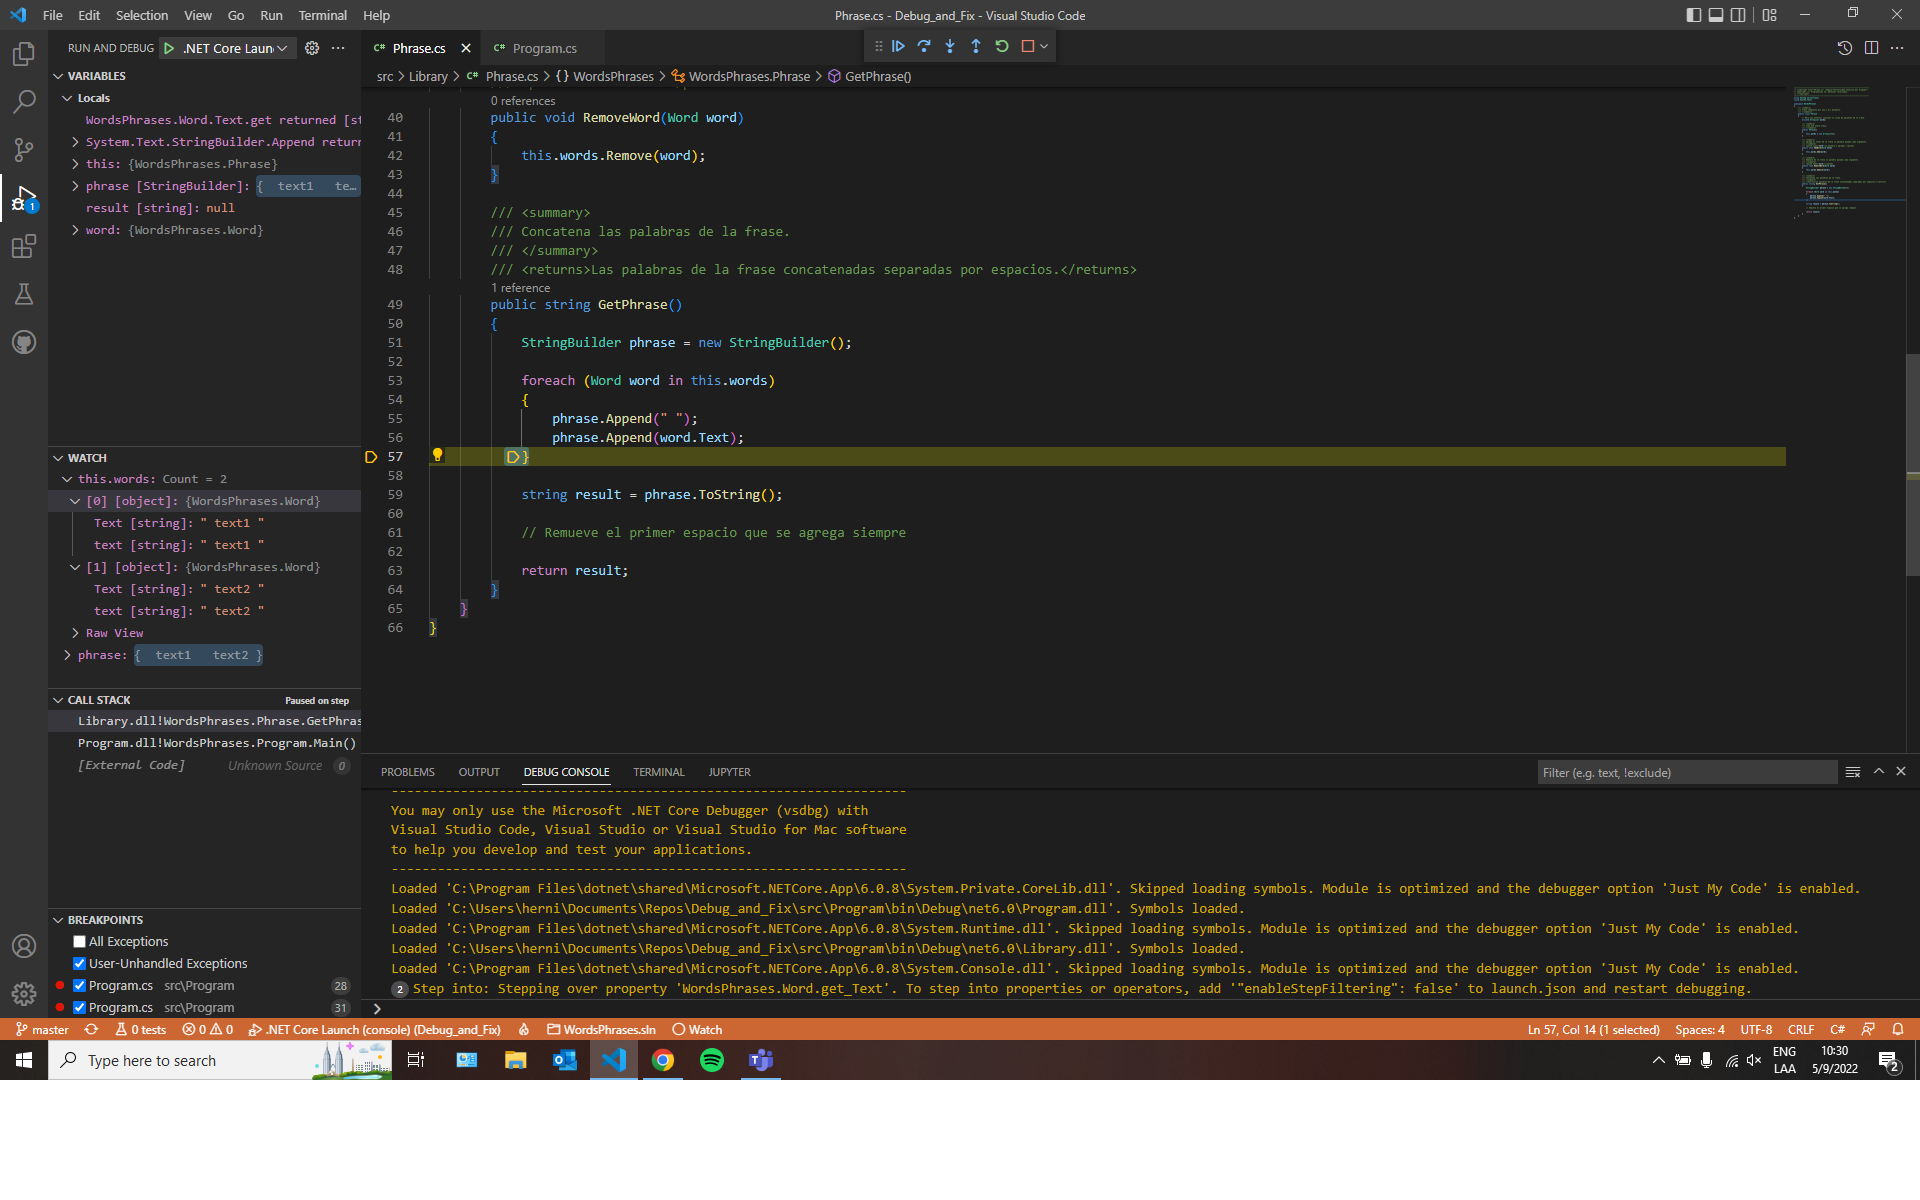 File Edit Selection View Go Run Terminal Help
Phrase.cs - Debug_and_Fix - Visual Studio Code
RUN AND DEBUG .NET Core Laun
VARIABLES
Locals
WordsPhrases.Word.Text.get returned [st
System.Text.StringBuilder.Append return
this: {WordsPhrases.Phrase}
phrase [StringBuilder]: {  text1   te…
result [string]: null
word: {WordsPhrases.Word}
WATCH
this.words: Count = 2
[0] [object]: {WordsPhrases.Word}
Text [string]: " text1 "
text [string]: " text1 "
[1] [object]: {WordsPhrases.Word}
Text [string]: " text2 "
text [string]: " text2 "
Raw View
phrase: {  text1   text2 }
CALL STACK Paused on step
Library.dll!WordsPhrases.Phrase.GetPhras
Program.dll!WordsPhrases.Program.Main()
[External Code] Unknown Source 0
BREAKPOINTS
All Exceptions
User-Unhandled Exceptions
Program.cs src\Program 28
Program.cs src\Program 31
C# Phrase.cs C# Program.cs
src > Library > C# Phrase.cs > {} WordsPhrases > WordsPhrases.Phrase > GetPhrase()
0 references
40 public void RemoveWord(Word word)
41 {
42 this.words.Remove(word);
43 }
44
45 /// <summary>
46 /// Concatena las palabras de la frase.
47 /// </summary>
48 /// <returns>Las palabras de la frase concatenadas separadas por espacios.</returns>
1 reference
49 public string GetPhrase()
50 {
51 StringBuilder phrase = new StringBuilder();
52
53 foreach (Word word in this.words)
54 {
55 phrase.Append(" ");
56 phrase.Append(word.Text);
57 }
58
59 string result = phrase.ToString();
60
61 // Remueve el primer espacio que se agrega siempre
62
63 return result;
64 }
65 }
66 }
PROBLEMS OUTPUT DEBUG CONSOLE TERMINAL JUPYTER
Filter (e.g. text, !exclude)
-------------------------------------------------------------------
You may only use the Microsoft .NET Core Debugger (vsdbg) with
Visual Studio Code, Visual Studio or Visual Studio for Mac software
to help you develop and test your applications.
-------------------------------------------------------------------
Loaded 'C:\Program Files\dotnet\shared\Microsoft.NETCore.App\6.0.8\System.Private.CoreLib.dll'. Skipped loading symbols. Module is optimized and the debugger option 'Just My Code' is enabled.
Loaded 'C:\Users\herni\Documents\Repos\Debug_and_Fix\src\Program\bin\Debug\net6.0\Program.dll'. Symbols loaded.
Loaded 'C:\Program Files\dotnet\shared\Microsoft.NETCore.App\6.0.8\System.Runtime.dll'. Skipped loading symbols. Module is optimized and the debugger option 'Just My Code' is enabled.
Loaded 'C:\Users\herni\Documents\Repos\Debug_and_Fix\src\Program\bin\Debug\net6.0\Library.dll'. Symbols loaded.
Loaded 'C:\Program Files\dotnet\shared\Microsoft.NETCore.App\6.0.8\System.Console.dll'. Skipped loading symbols. Module is optimized and the debugger option 'Just My Code' is enabled.
2 Step into: Stepping over property 'WordsPhrases.Word.get_Text'. To step into properties or operators, add '"enableStepFiltering": false' to launch.json and restart debugging.
master 0 tests 0 0 .NET Core Launch (console) (Debug_and_Fix) WordsPhrases.sln Watch
Ln 57, Col 14 (1 selected) Spaces: 4 UTF-8 CRLF C#
Type here to search
ENG
LAA
10:30
5/9/2022
2
1